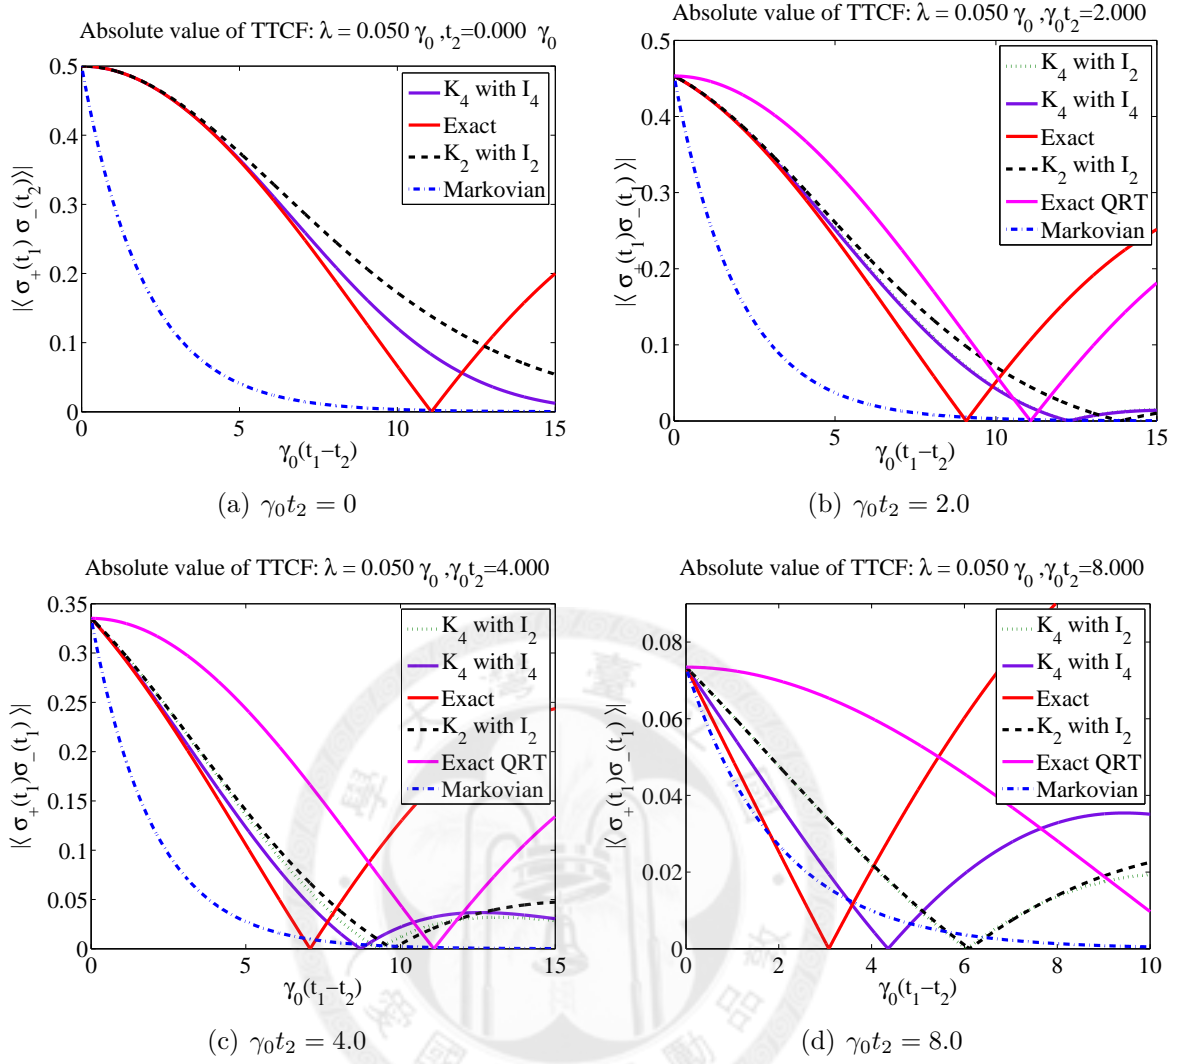 Absolute value of TTCF: λ = 0.050 γ₀ ,t₂=0.000 γ₀
|⟨ σ₊(t₁) σ₋(t₂)⟩|
0.5
0.4
0.3
0.2
0.1
0
0 5 10 15
γ₀(t₁−t₂)
K₄ with I₄
Exact
K₂ with I₂
Markovian
(a) γ₀t₂ = 0
Absolute value of TTCF: λ = 0.050 γ₀ ,γ₀t₂=2.000
|⟨ σ₊(t₁)σ₋(t₁) ⟩|
0.5
0.4
0.3
0.2
0.1
0
0 5 10 15
γ₀(t₁−t₂)
K₄ with I₂
K₄ with I₄
Exact
K₂ with I₂
Exact QRT
Markovian
(b) γ₀t₂ = 2.0
Absolute value of TTCF: λ = 0.050 γ₀ ,γ₀t₂=4.000
|⟨ σ₊(t₁)σ₋(t₁) ⟩|
0.35
0.3
0.25
0.2
0.15
0.1
0.05
0
0 5 10 15
γ₀(t₁−t₂)
K₄ with I₂
K₄ with I₄
Exact
K₂ with I₂
Exact QRT
Markovian
(c) γ₀t₂ = 4.0
Absolute value of TTCF: λ = 0.050 γ₀ ,γ₀t₂=8.000
|⟨ σ₊(t₁)σ₋(t₁) ⟩|
0.08
0.06
0.04
0.02
0
0 2 4 6 8 10
γ₀(t₁−t₂)
K₄ with I₂
K₄ with I₄
Exact
K₂ with I₂
Exact QRT
Markovian
(d) γ₀t₂ = 8.0